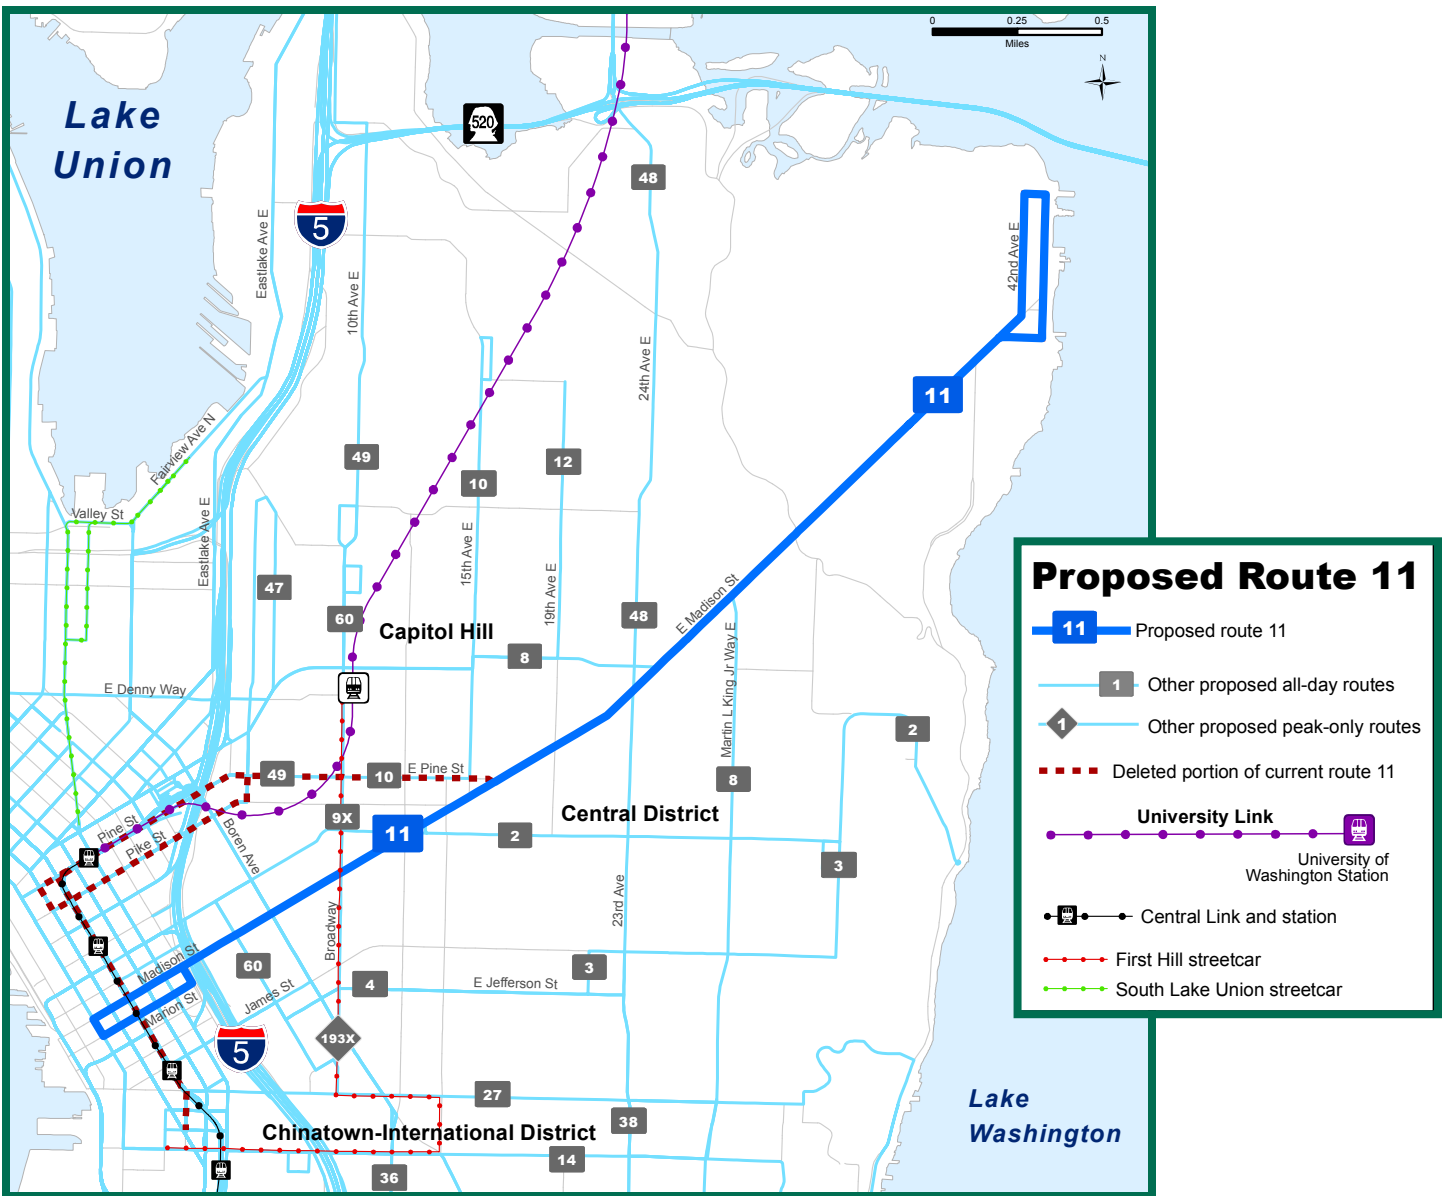 0 0.25 0.5
Miles
N
Lake
Union
520
48
5
Eastlake Ave E
42nd Ave E
10th Ave E
24th Ave E
11
Fairview Ave N
49
12
10
Valley St
Eastlake Ave E
15th Ave E
19th Ave E
47
60
48
E Madison St
Capitol Hill
Martin L King Jr Way E
8
E Denny Way
2
49
10
E Pine St
8
9X
Central District
Pine St
Pike St
Boren Ave
11
2
3
23rd Ave
Broadway
Madison St
60
3
4
E Jefferson St
James St
Marion St
193X
5
27
38
Chinatown-International District
14
36
Lake
Washington
Proposed Route 11
11 Proposed route 11
1 Other proposed all-day routes
1 Other proposed peak-only routes
Deleted portion of current route 11
University Link
University of
Washington Station
Central Link and station
First Hill streetcar
South Lake Union streetcar